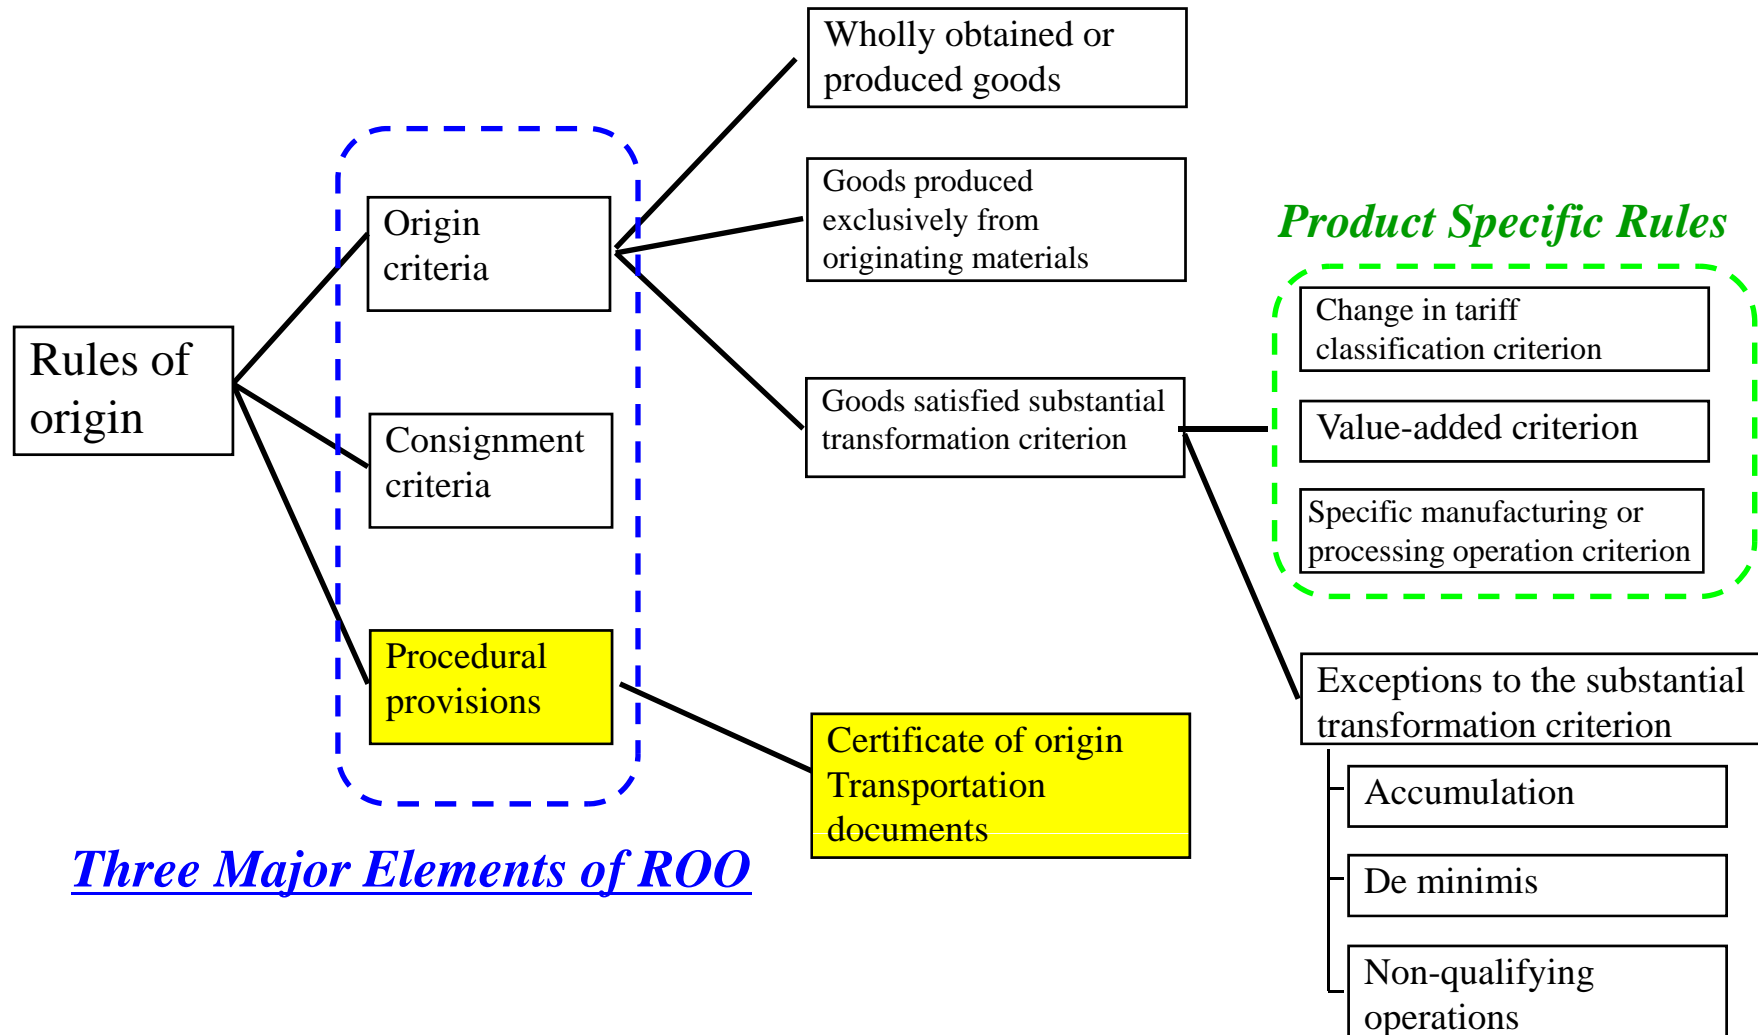 Rules of
origin
Origin
criteria
Consignment
criteria
Procedural
provisions
Three Major Elements of ROO
Wholly obtained or
produced goods
Goods produced
exclusively from
originating materials
Goods satisfied substantial
transformation criterion
Certificate of origin
Transportation
documents
Product Specific Rules
Change in tariff
classification criterion
Value-added criterion
Specific manufacturing or
processing operation criterion
Exceptions to the substantial
transformation criterion
Accumulation
De minimis
Non-qualifying
operations